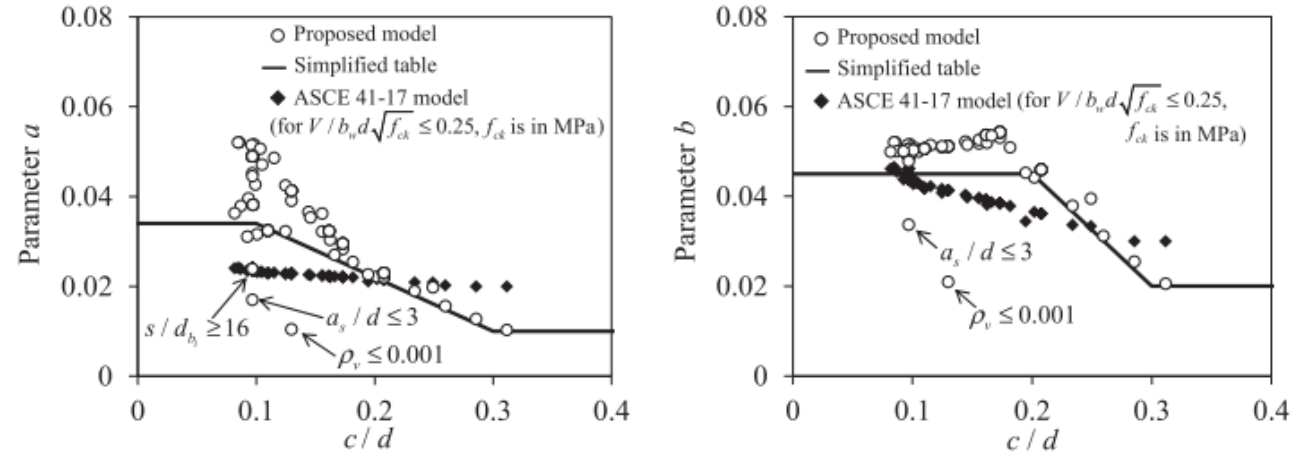 0.08
0.06
0.04
0.02
0
Parameter a
○ Proposed model
— Simplified table
◆ ASCE 41-17 model
(for V / b_w d √f_ck ≤ 0.25, f_ck is in MPa)
s / d_{b_l} ≥ 16
a_s / d ≤ 3
ρ_v ≤ 0.001
0 0.1 0.2 0.3 0.4
c / d
0.08
0.06
0.04
0.02
0
Parameter b
○ Proposed model
— Simplified table
◆ ASCE 41-17 model (for V / b_w d √f_ck ≤ 0.25,
f_ck is in MPa)
a_s / d ≤ 3
ρ_v ≤ 0.001
0 0.1 0.2 0.3 0.4
c / d